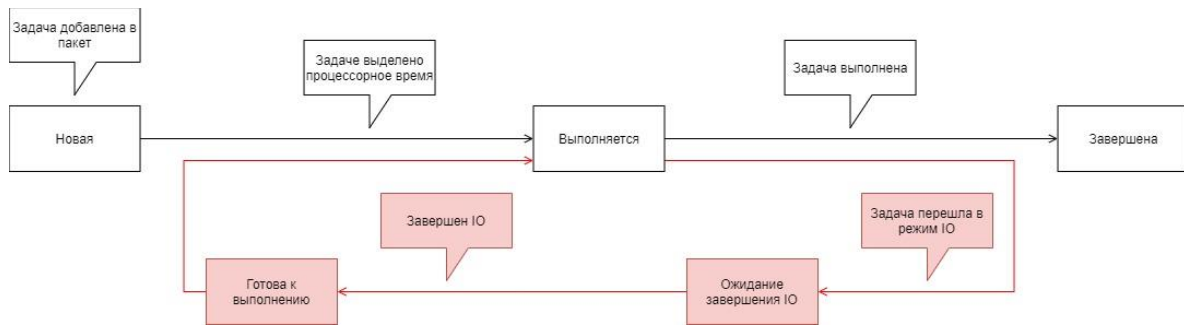 Задача добавлена в
пакет
Задаче выделено
процессорное время
Задача выполнена
Новая
Выполняется
Завершена
Завершен IO
Задача перешла в
режим IO
Готова к
выполнению
Ожидание
завершения IO